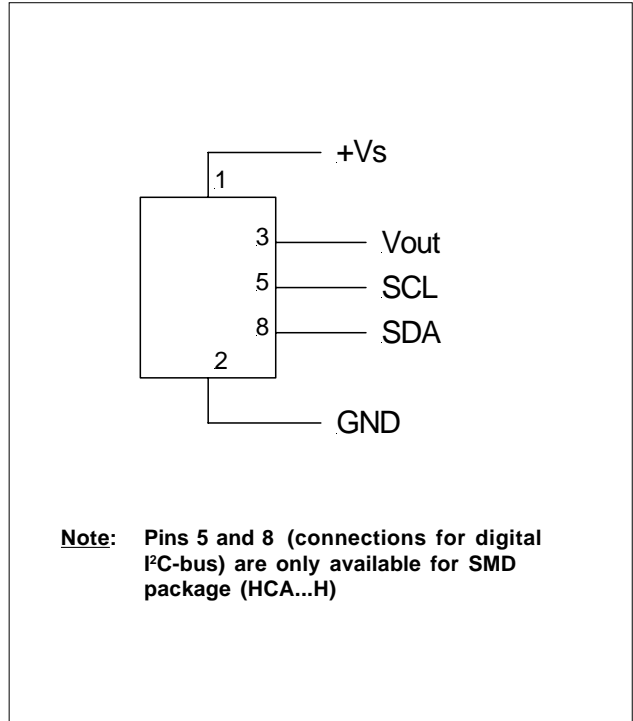 +Vs
1
3 Vout
5 SCL
8 SDA
2
GND
Note: Pins 5 and 8 (connections for digital
I²C-bus) are only available for SMD
package (HCA...H)